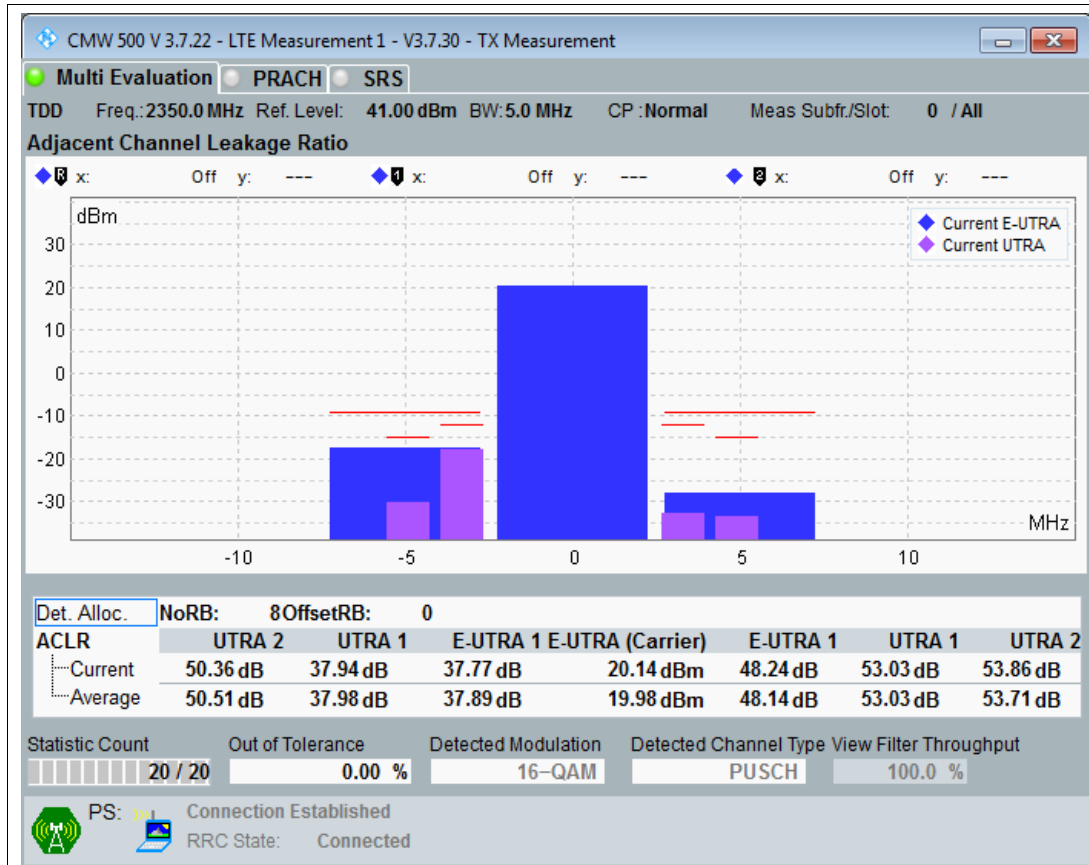 CMW 500 V 3.7.22 - LTE Measurement 1 - V3.7.30 - TX Measurement
Multi Evaluation PRACH SRS
TDD Freq.: 2350.0 MHz Ref. Level: 41.00 dBm BW: 5.0 MHz CP : Normal Meas Subfr./Slot: 0 / All
Adjacent Channel Leakage Ratio
R x: Off y: --- 1 x: Off y: --- 2 x: Off y: ---
dBm
Current E-UTRA
Current UTRA
30
20
10
0
-10
-20
-30
MHz
-10 -5 0 5 10
Det. Alloc. NoRB: 8 OffsetRB: 0
ACLR UTRA 2 UTRA 1 E-UTRA 1 E-UTRA (Carrier) E-UTRA 1 UTRA 1 UTRA 2
Current 50.36 dB 37.94 dB 37.77 dB 20.14 dBm 48.24 dB 53.03 dB 53.86 dB
Average 50.51 dB 37.98 dB 37.89 dB 19.98 dBm 48.14 dB 53.03 dB 53.71 dB
Statistic Count Out of Tolerance Detected Modulation Detected Channel Type View Filter Throughput
20 / 20 0.00 % 16-QAM PUSCH 100.0 %
PS: Connection Established
RRC State: Connected